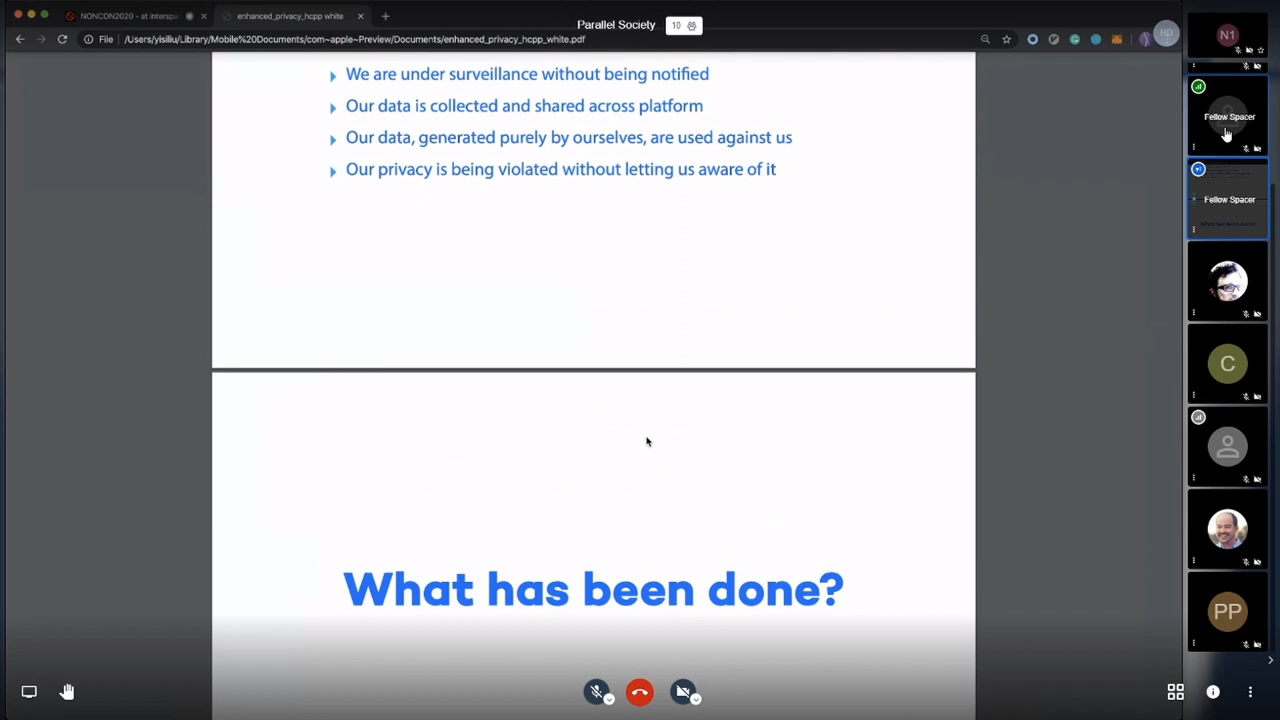 NONCON2020 - at interspa
enhanced_privacy_hcpp white
Parallel Society
10
File
/Users/yisiliu/Library/Mobile%20Documents/com~apple~Preview/Documents/enhanced_privacy_hcpp_white.pdf
HD
N1
We are under surveillance without being notified
Our data is collected and shared across platform
Our data, generated purely by ourselves, are used against us
Our privacy is being violated without letting us aware of it
What has been done?
Fellow Spacer
Fellow Spacer
C
PP